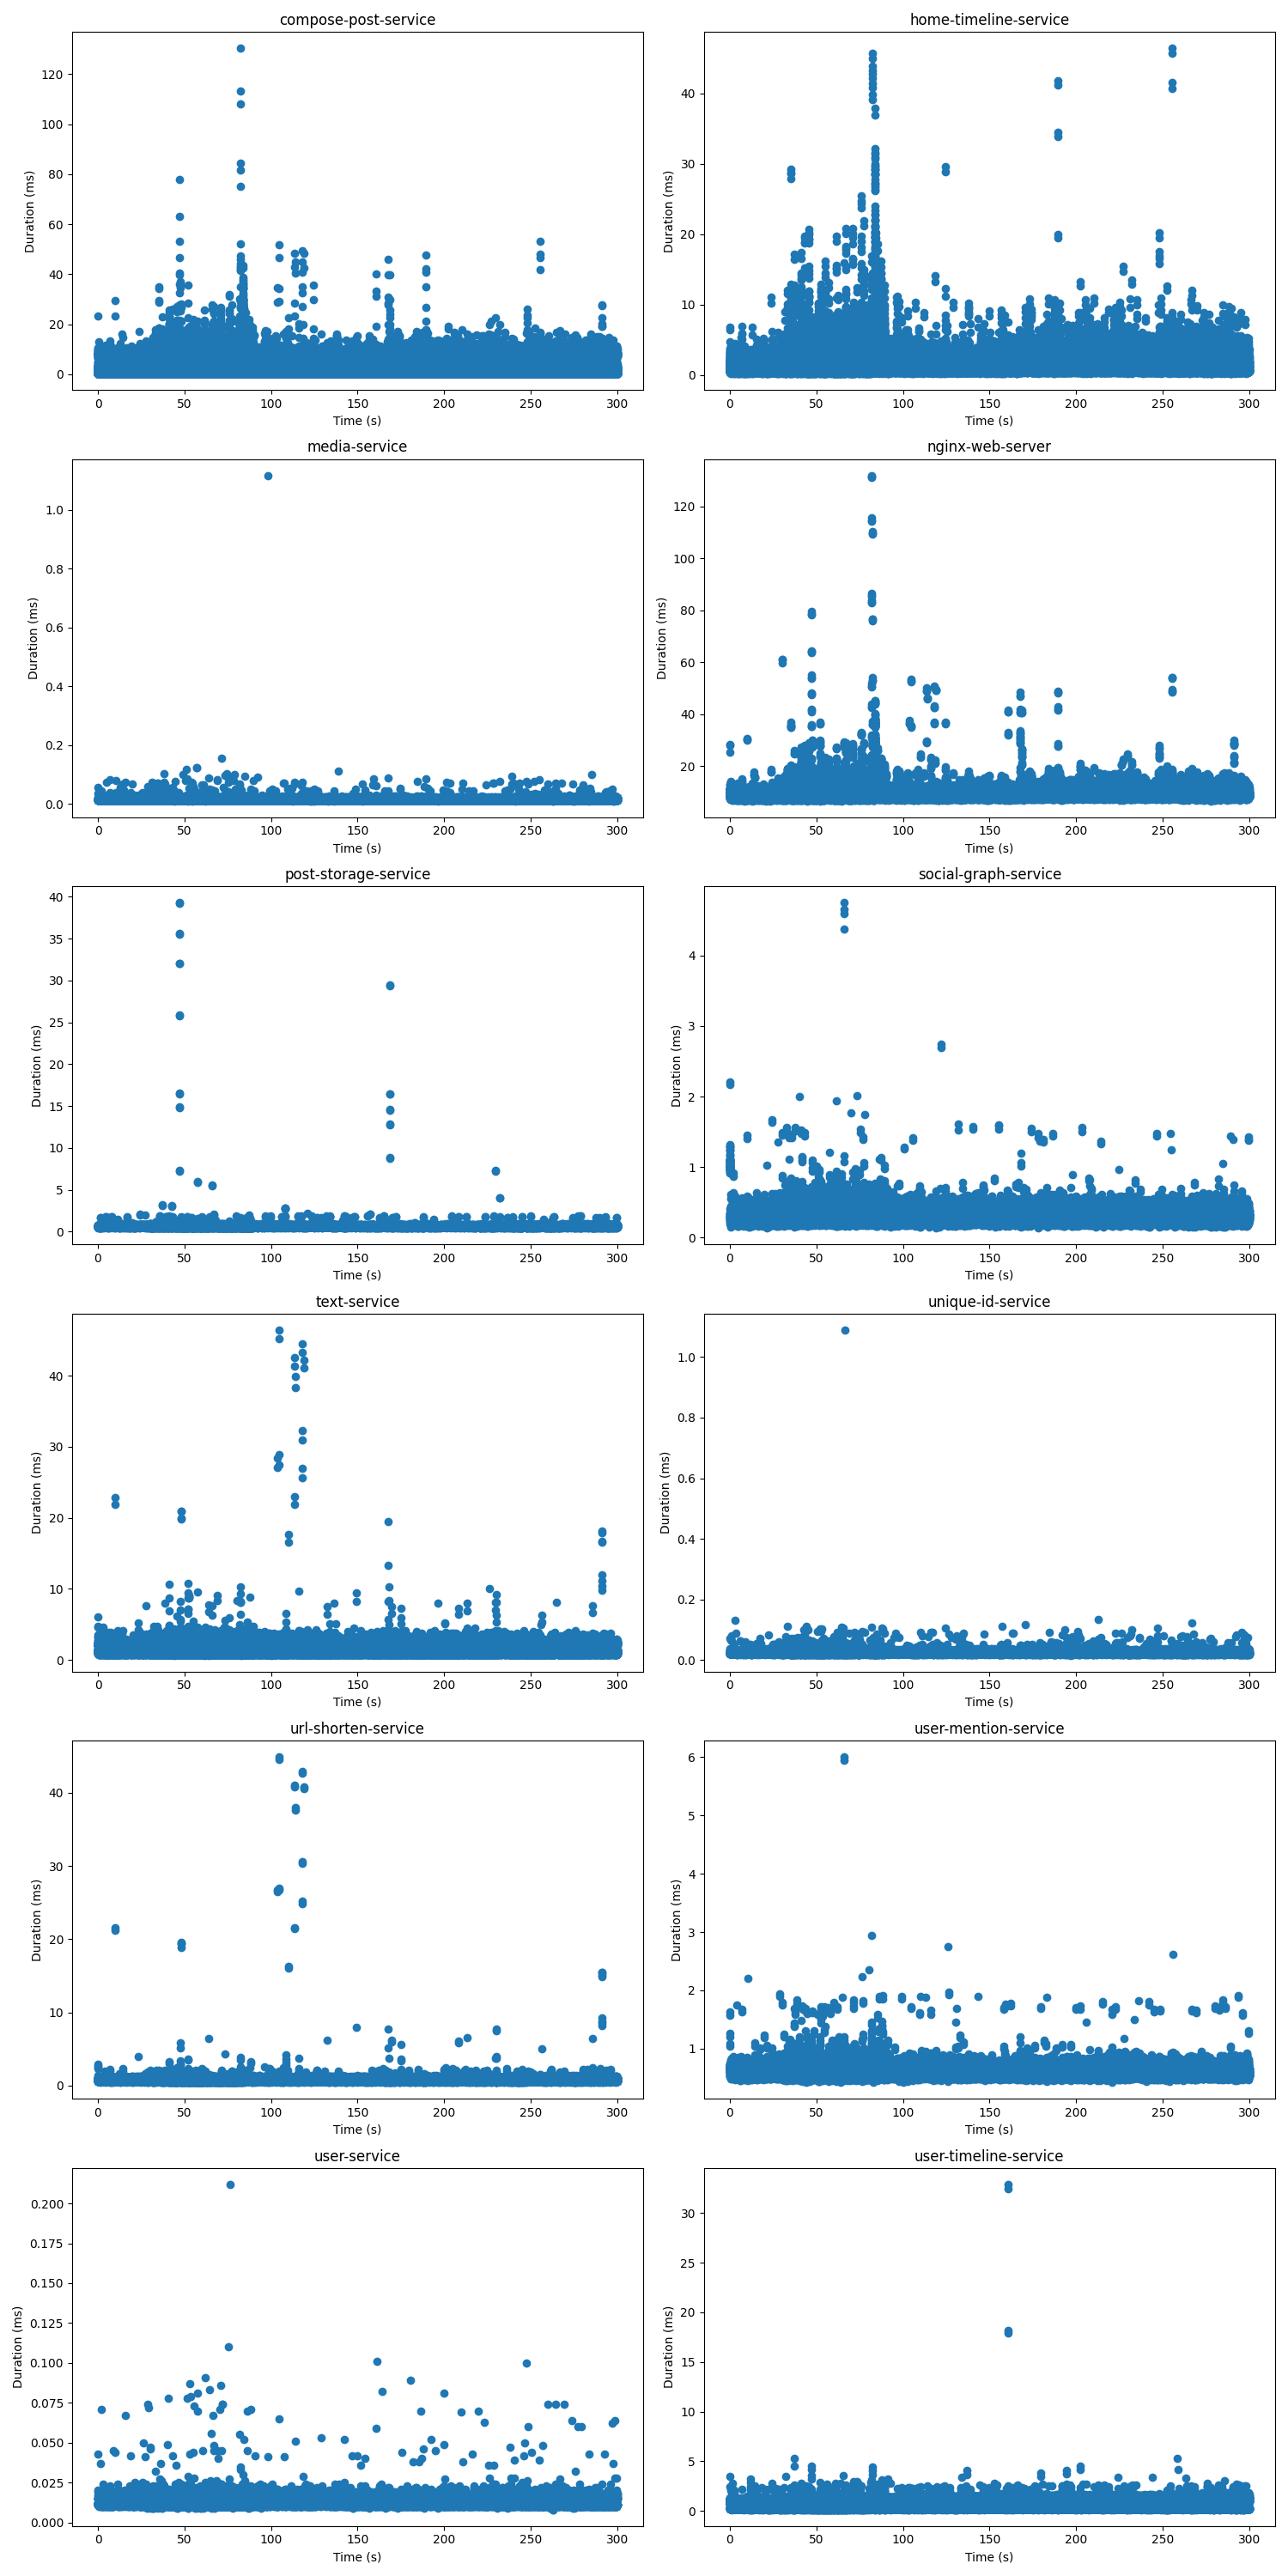 compose-post-service
Duration (ms)
120
100
80
60
40
20
0
0 50 100 150 200 250 300
Time (s)
home-timeline-service
Duration (ms)
40
30
20
10
0
0 50 100 150 200 250 300
Time (s)
media-service
Duration (ms)
1.0
0.8
0.6
0.4
0.2
0.0
0 50 100 150 200 250 300
Time (s)
nginx-web-server
Duration (ms)
120
100
80
60
40
20
0 50 100 150 200 250 300
Time (s)
post-storage-service
Duration (ms)
40
35
30
25
20
15
10
5
0
0 50 100 150 200 250 300
Time (s)
social-graph-service
Duration (ms)
4
3
2
1
0
0 50 100 150 200 250 300
Time (s)
text-service
Duration (ms)
40
30
20
10
0
0 50 100 150 200 250 300
Time (s)
unique-id-service
Duration (ms)
1.0
0.8
0.6
0.4
0.2
0.0
0 50 100 150 200 250 300
Time (s)
url-shorten-service
Duration (ms)
40
30
20
10
0
0 50 100 150 200 250 300
Time (s)
user-mention-service
Duration (ms)
6
5
4
3
2
1
0 50 100 150 200 250 300
Time (s)
user-service
Duration (ms)
0.200
0.175
0.150
0.125
0.100
0.075
0.050
0.025
0.000
0 50 100 150 200 250 300
Time (s)
user-timeline-service
Duration (ms)
30
25
20
15
10
5
0
0 50 100 150 200 250 300
Time (s)